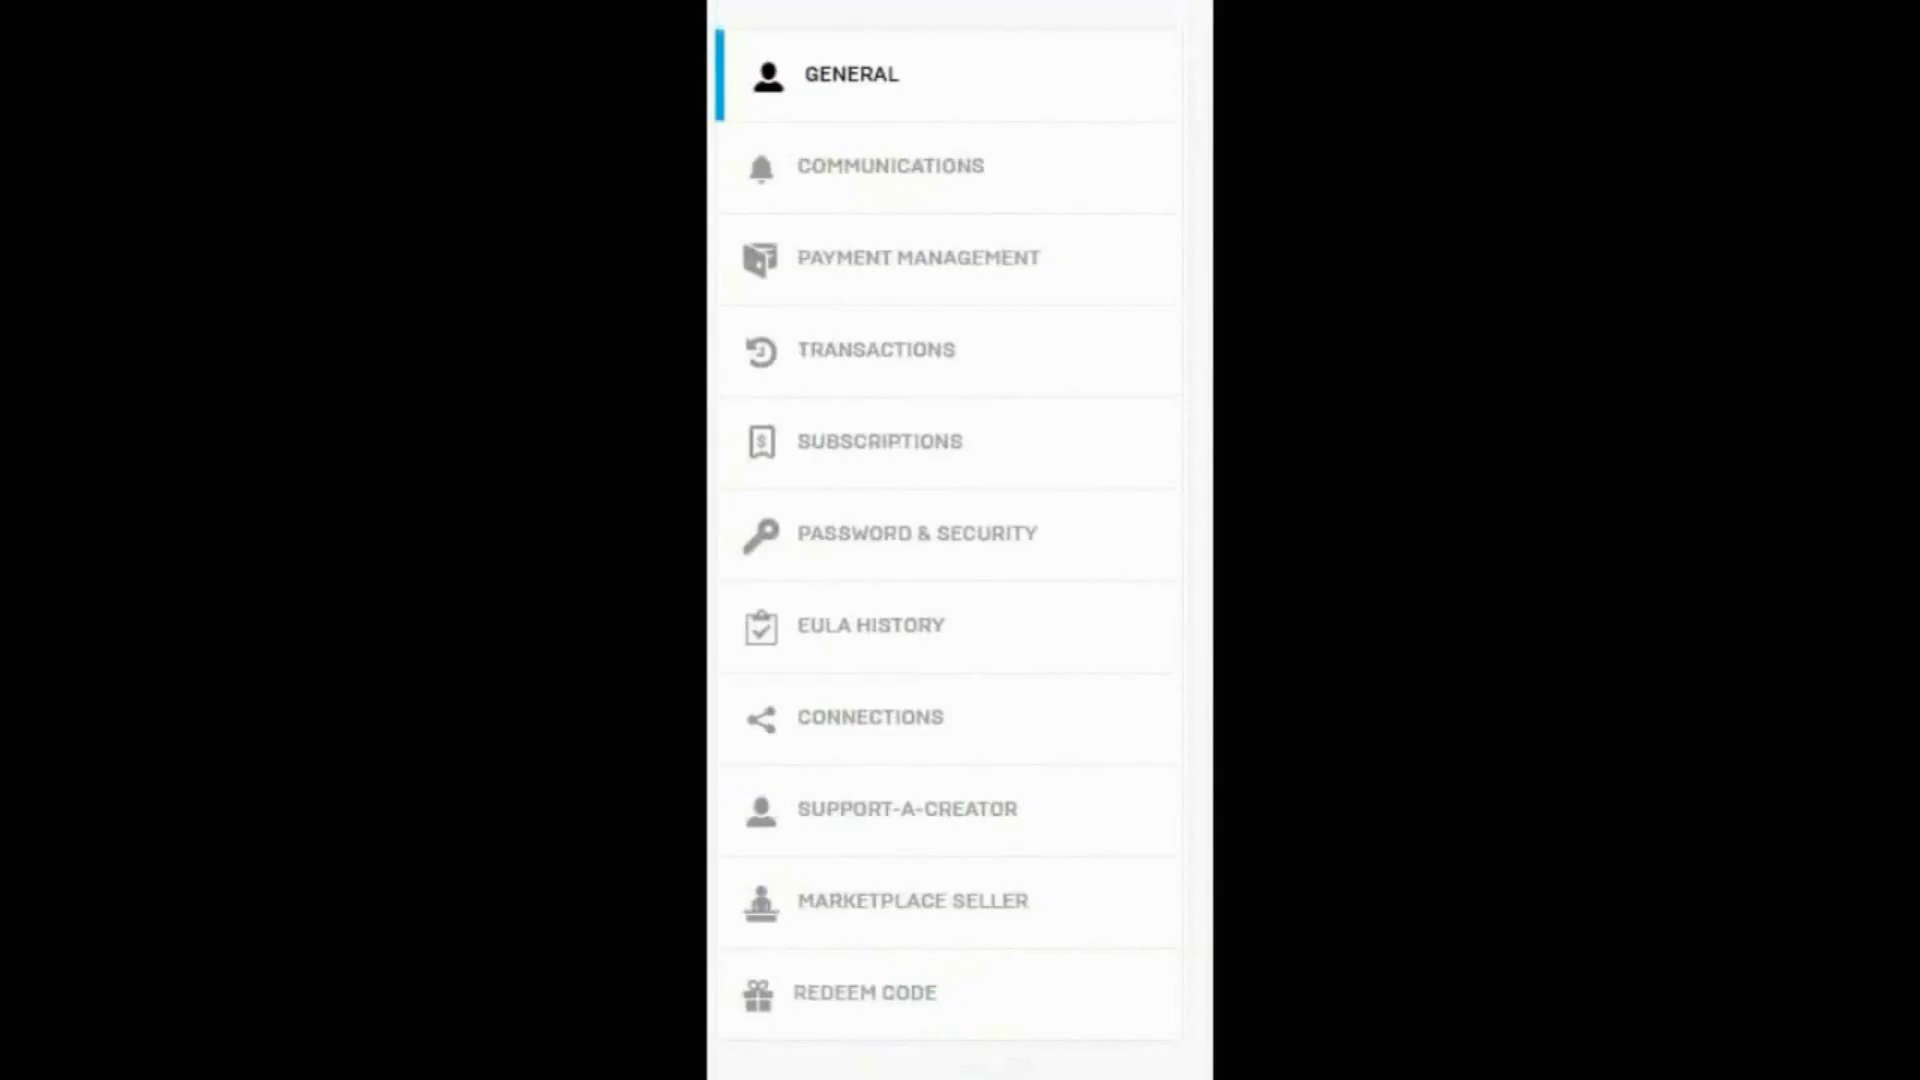 GENERAL
COMMUNICATIONS
PAYMENT MANAGEMENT
TRANSACTIONS
SUBSCRIPTIONS
PASSWORD & SECURITY
EULA HISTORY
CONNECTIONS
SUPPORT-A-CREATOR
MARKETPLACE SELLER
REDEEM CODE